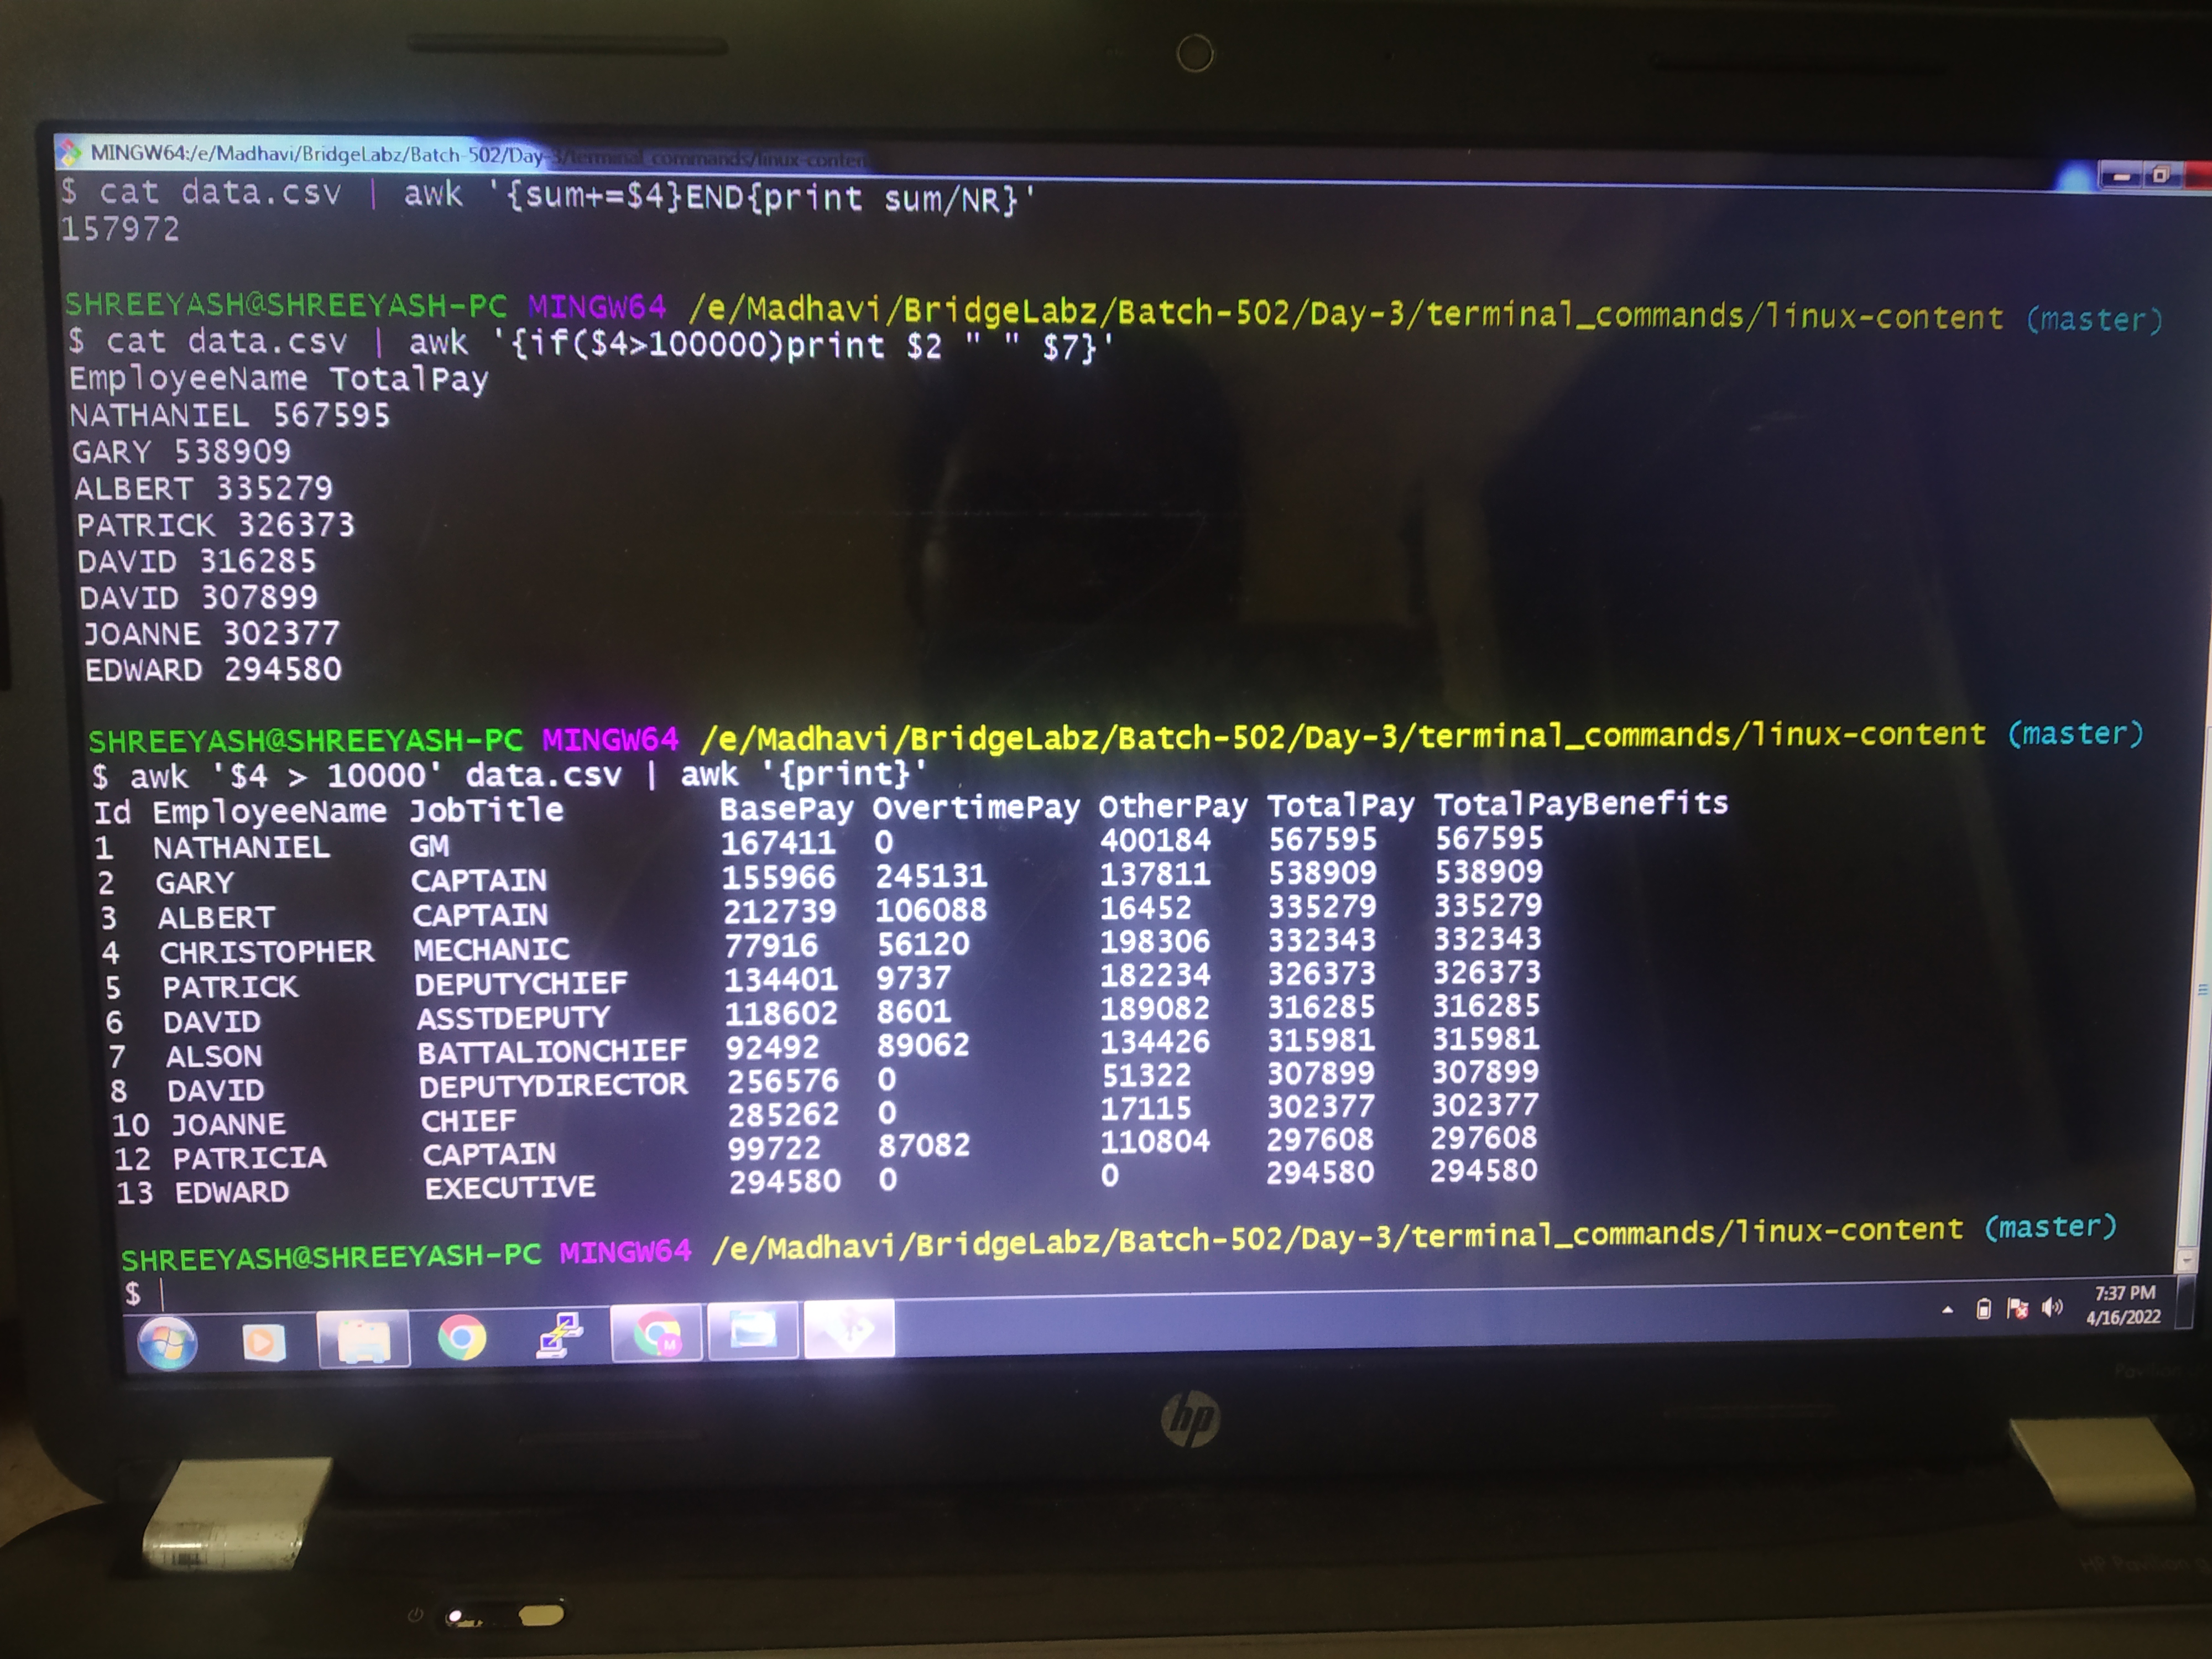 MINGW64:/e/Madhavi/BridgeLabz/Batch-502/Day-3/terminal_commands/linux-conten
$ cat data.csv | awk '{sum+=$4}END{print sum/NR}'
157972
SHREEYASH@SHREEYASH-PC MINGW64 /e/Madhavi/BridgeLabz/Batch-502/Day-3/terminal_commands/linux-content (master)
$ cat data.csv | awk '{if($4>100000)print $2 " " $7}'
EmployeeName TotalPay
NATHANIEL 567595
GARY 538909
ALBERT 335279
PATRICK 326373
DAVID 316285
DAVID 307899
JOANNE 302377
EDWARD 294580
SHREEYASH@SHREEYASH-PC MINGW64 /e/Madhavi/BridgeLabz/Batch-502/Day-3/terminal_commands/linux-content (master)
$ awk '$4 > 10000' data.csv | awk '{print}'
Id EmployeeName JobTitle BasePay OvertimePay OtherPay TotalPay TotalPayBenefits
1 NATHANIEL GM 167411 0 400184 567595 567595
2 GARY CAPTAIN 155966 245131 137811 538909 538909
3 ALBERT CAPTAIN 212739 106088 16452 335279 335279
4 CHRISTOPHER MECHANIC 77916 56120 198306 332343 332343
5 PATRICK DEPUTYCHIEF 134401 9737 182234 326373 326373
6 DAVID ASSTDEPUTY 118602 8601 189082 316285 316285
7 ALSON BATTALIONCHIEF 92492 89062 134426 315981 315981
8 DAVID DEPUTYDIRECTOR 256576 0 51322 307899 307899
10 JOANNE CHIEF 285262 0 17115 302377 302377
12 PATRICIA CAPTAIN 99722 87082 110804 297608 297608
13 EDWARD EXECUTIVE 294580 0 0 294580 294580
SHREEYASH@SHREEYASH-PC MINGW64 /e/Madhavi/BridgeLabz/Batch-502/Day-3/terminal_commands/linux-content (master)
$
M
7:37 PM
4/16/2022
hp
HP Pavilion